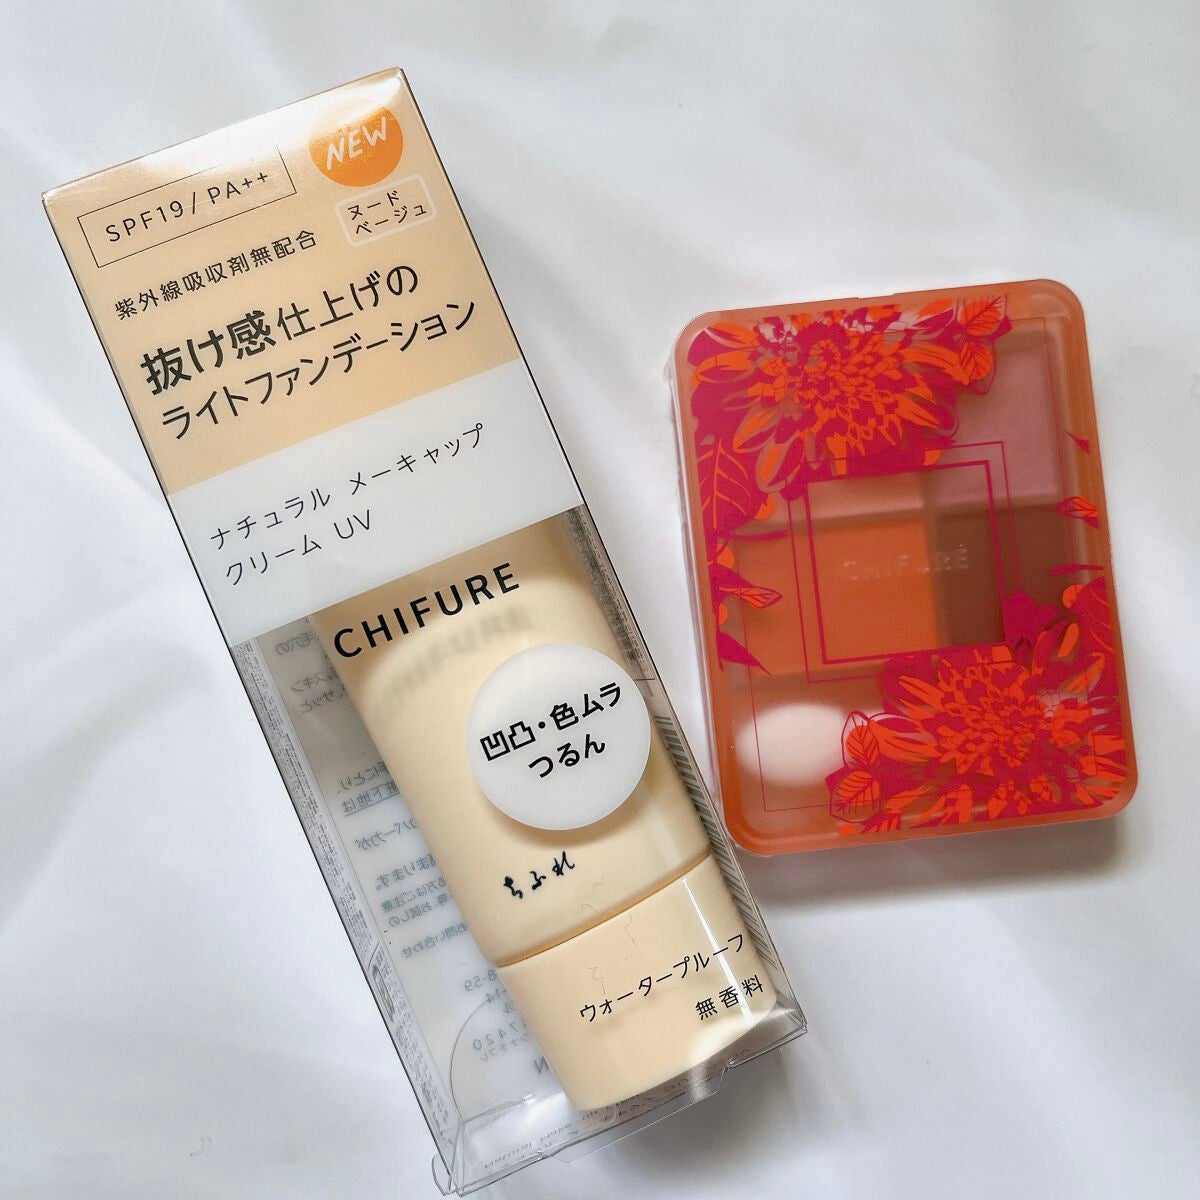 NEW
SPF19/PA++
ヌード
ベージュ
紫外線吸収剤無配合
抜け感仕上げの
ライトファンデーション
ナチュラル メーキャップ
クリーム UV
CHIFURE
凹凸・色ムラ
つるん
ちふれ
ウォータープルーフ
無香料
CHIFURE